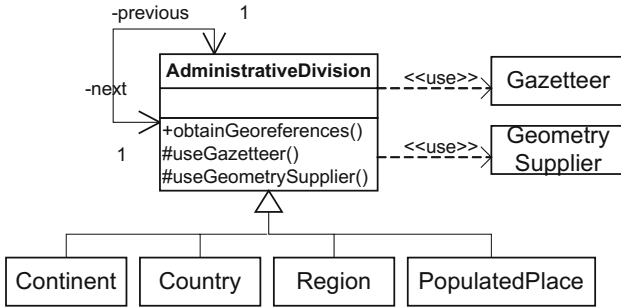 -previous
1
-next
1
AdministrativeDivision
+obtainGeoreferences()
#useGazetteer()
#useGeometrySupplier()
<<use>>
Gazetteer
<<use>>
Geometry
Supplier
Continent
Country
Region
PopulatedPlace